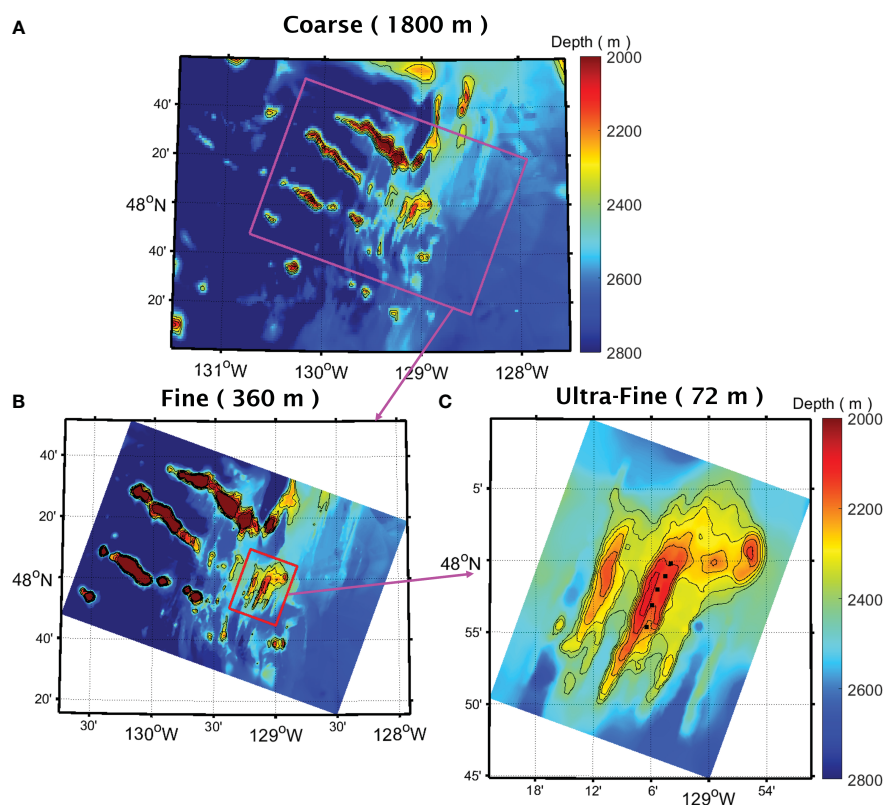 A
Coarse ( 1800 m )
Depth ( m )
2000
40'
2200
20'
48°N
2400
40'
2600
20'
2800
131°W
130°W
129°W
128°W
B
Fine ( 360 m )
C
Ultra-Fine ( 72 m )
Depth ( m )
2000
40'
5'
20'
2200
48°N
48°N
2400
40'
55'
2600
20'
50'
30'
130°W
30'
129°W
30'
128°W
45'
2800
18'
12'
6'
129°W
54'